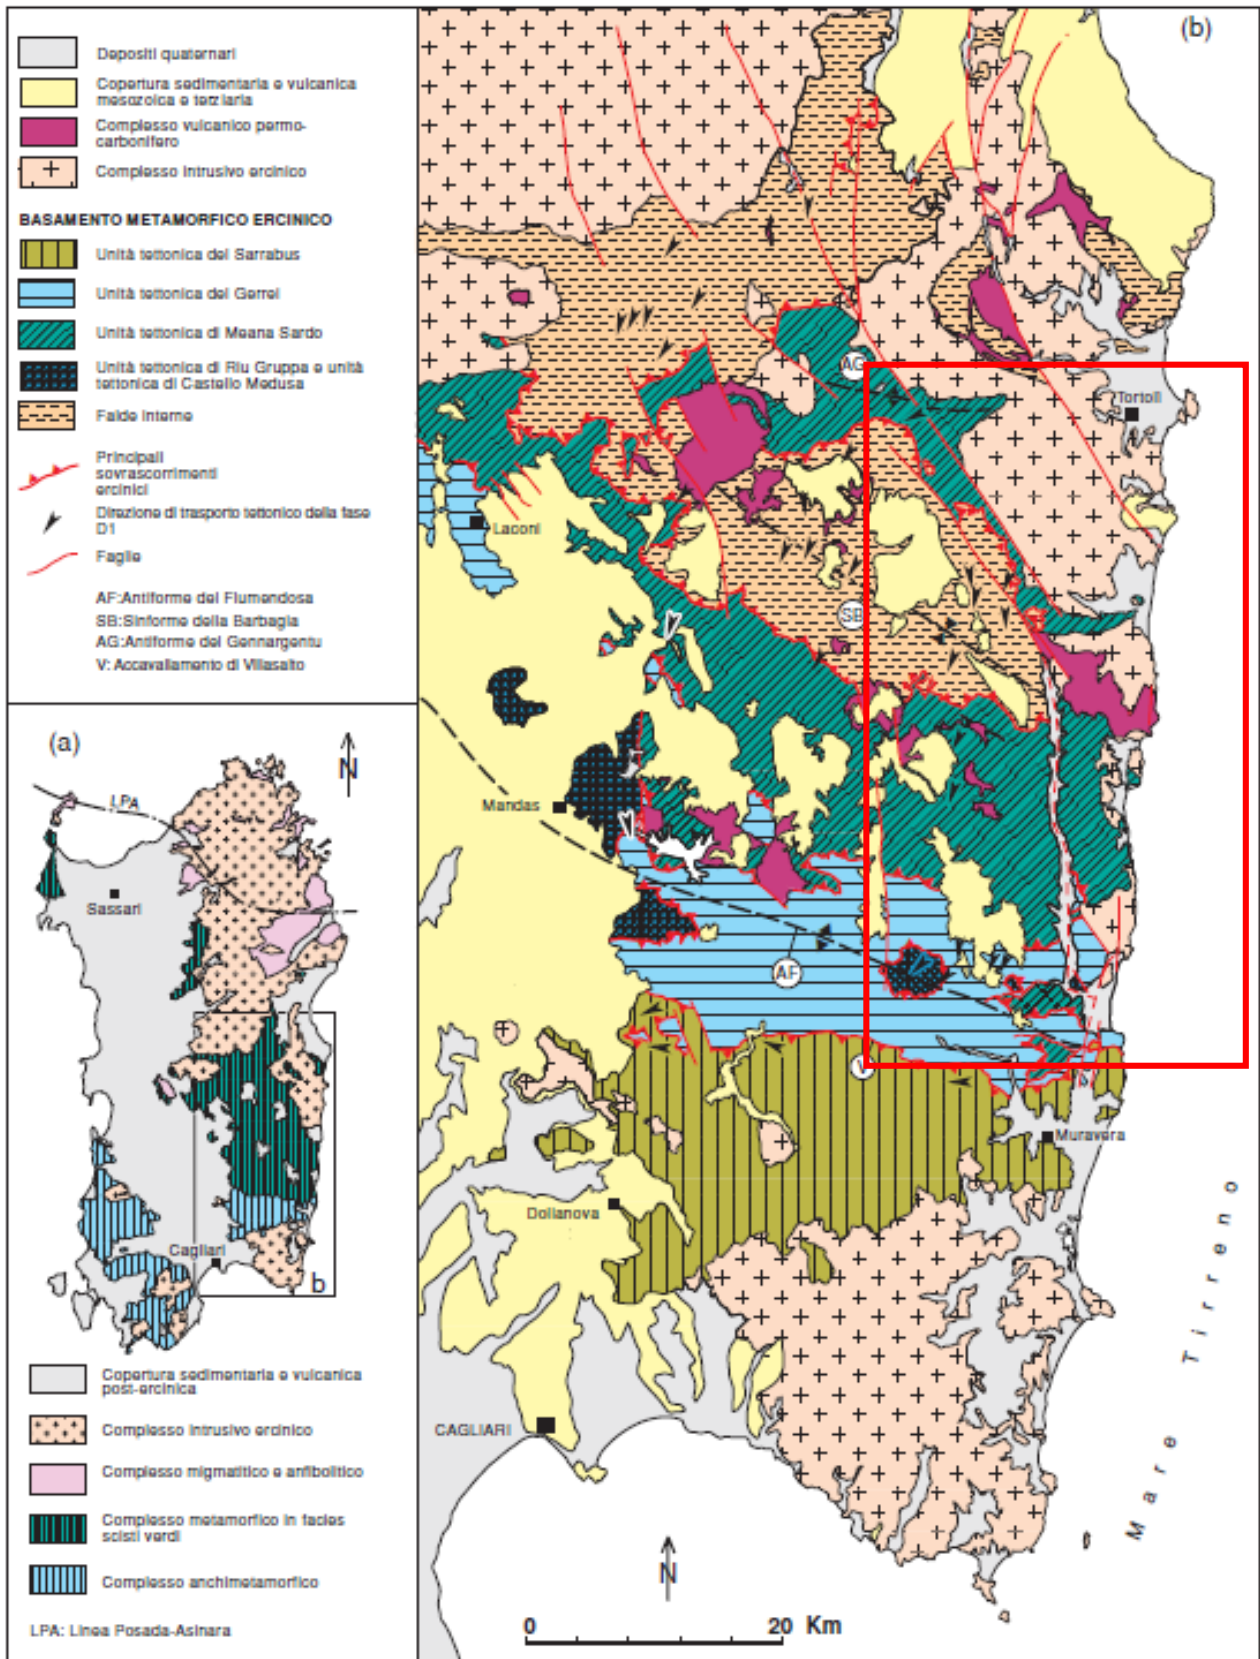 Depositi quaternari
Copertura sedimentaria e vulcanica
mesozoica e terziaria
Complesso vulcanico permo-
carbonifero
Complesso intrusivo ercinico
BASAMENTO METAMORFICO ERCINICO
Unità tettonica del Sarrabus
Unità tettonica del Gerrei
Unità tettonica di Meana Sardo
Unità tettonica di Riu Gruppa e unità
tettonica di Castello Medusa
Falde interne
Principali
sovrascorrimenti
ercinici
Direzione di trasporto tettonico della fase
D1
Faglie
AF:Antiforme del Flumendosa
SB:Sinforme della Barbagia
AG:Antiforme del Gennargentu
V: Accavallamento di Villasalto
(a)
N
LPA
Sassari
Cagliari
b
Copertura sedimentaria e vulcanica
post-ercinica
Complesso intrusivo ercinico
Complesso migmatitico e anfibolitico
Complesso metamorfico in facies
scisti verdi
Complesso anchimetamorfico
LPA: Linea Posada-Asinara
(b)
AG
Tortolì
Laconi
SB
Mandas
AF
V
Muravera
Dolianova
CAGLIARI
Mare Tirreno
N
0 20 Km